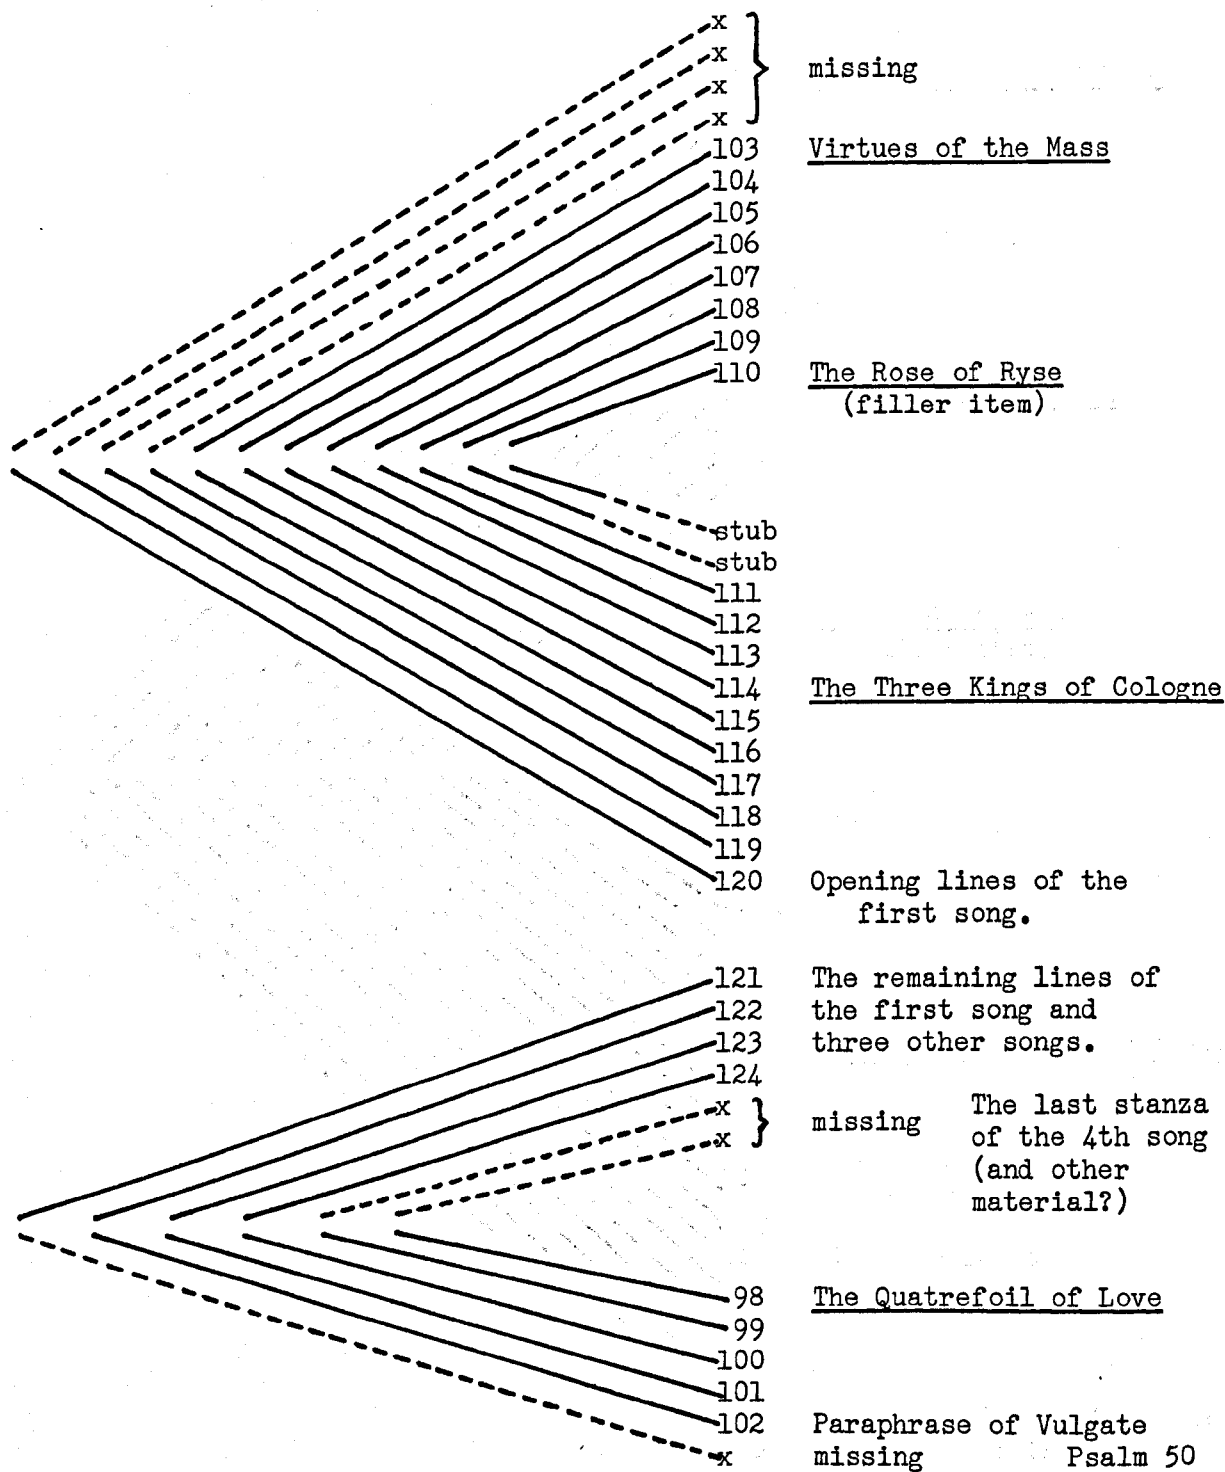 x
x
x
x
missing
103 Virtues of the Mass
104
105
106
107
108
109
110 The Rose of Ryse
(filler item)
stub
stub
111
112
113
114 The Three Kings of Cologne
115
116
117
118
119
120 Opening lines of the
first song.
121 The remaining lines of
122 the first song and
123 three other songs.
124
x The last stanza
missing of the 4th song
x (and other
material?)
98 The Quatrefoil of Love
99
100
101
102 Paraphrase of Vulgate
x missing Psalm 50